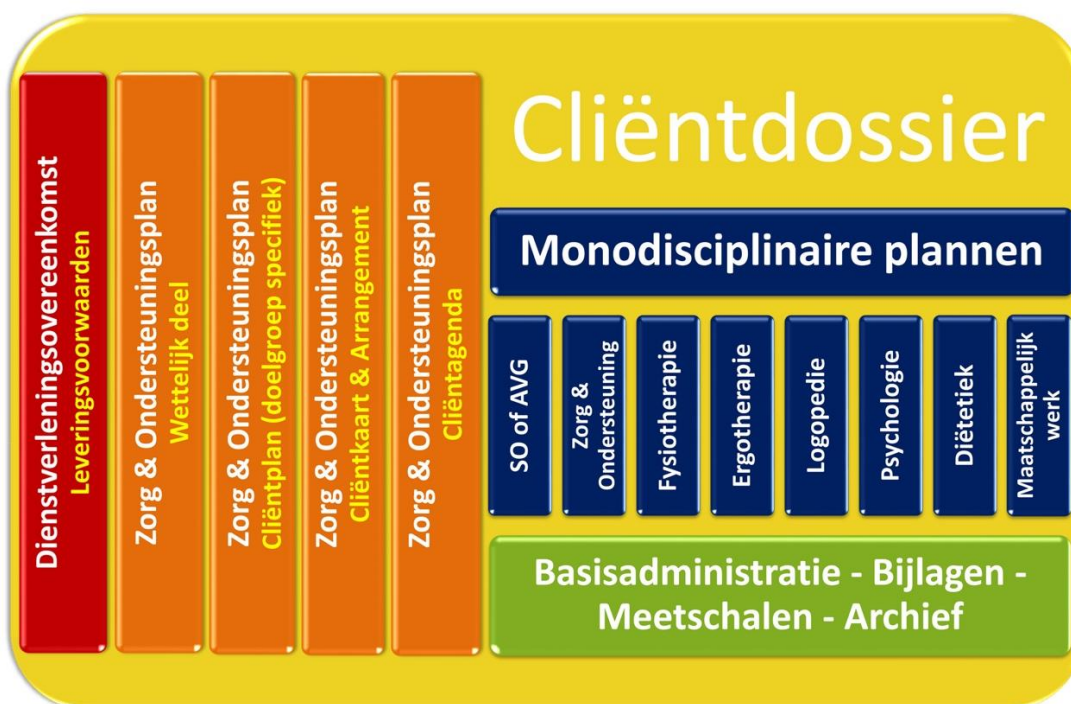 Dienstverleningsovereenkomst
Leveringsvoorwaarden
Zorg & Ondersteuningsplan
Wettelijk deel
Zorg & Ondersteuningsplan
Cliëntplan (doelgroep specifiek)
Zorg & Ondersteuningsplan
Cliëntkaart & Arrangement
Zorg & Ondersteuningsplan
Cliëntagenda
Cliëntdossier
Monodisciplinaire plannen
SO of AVG
Zorg &
Ondersteuning
Fysiotherapie
Ergotherapie
Logopedie
Psychologie
Diëtetiek
Maatschappelijk
werk
Basisadministratie - Bijlagen -
Meetschalen - Archief